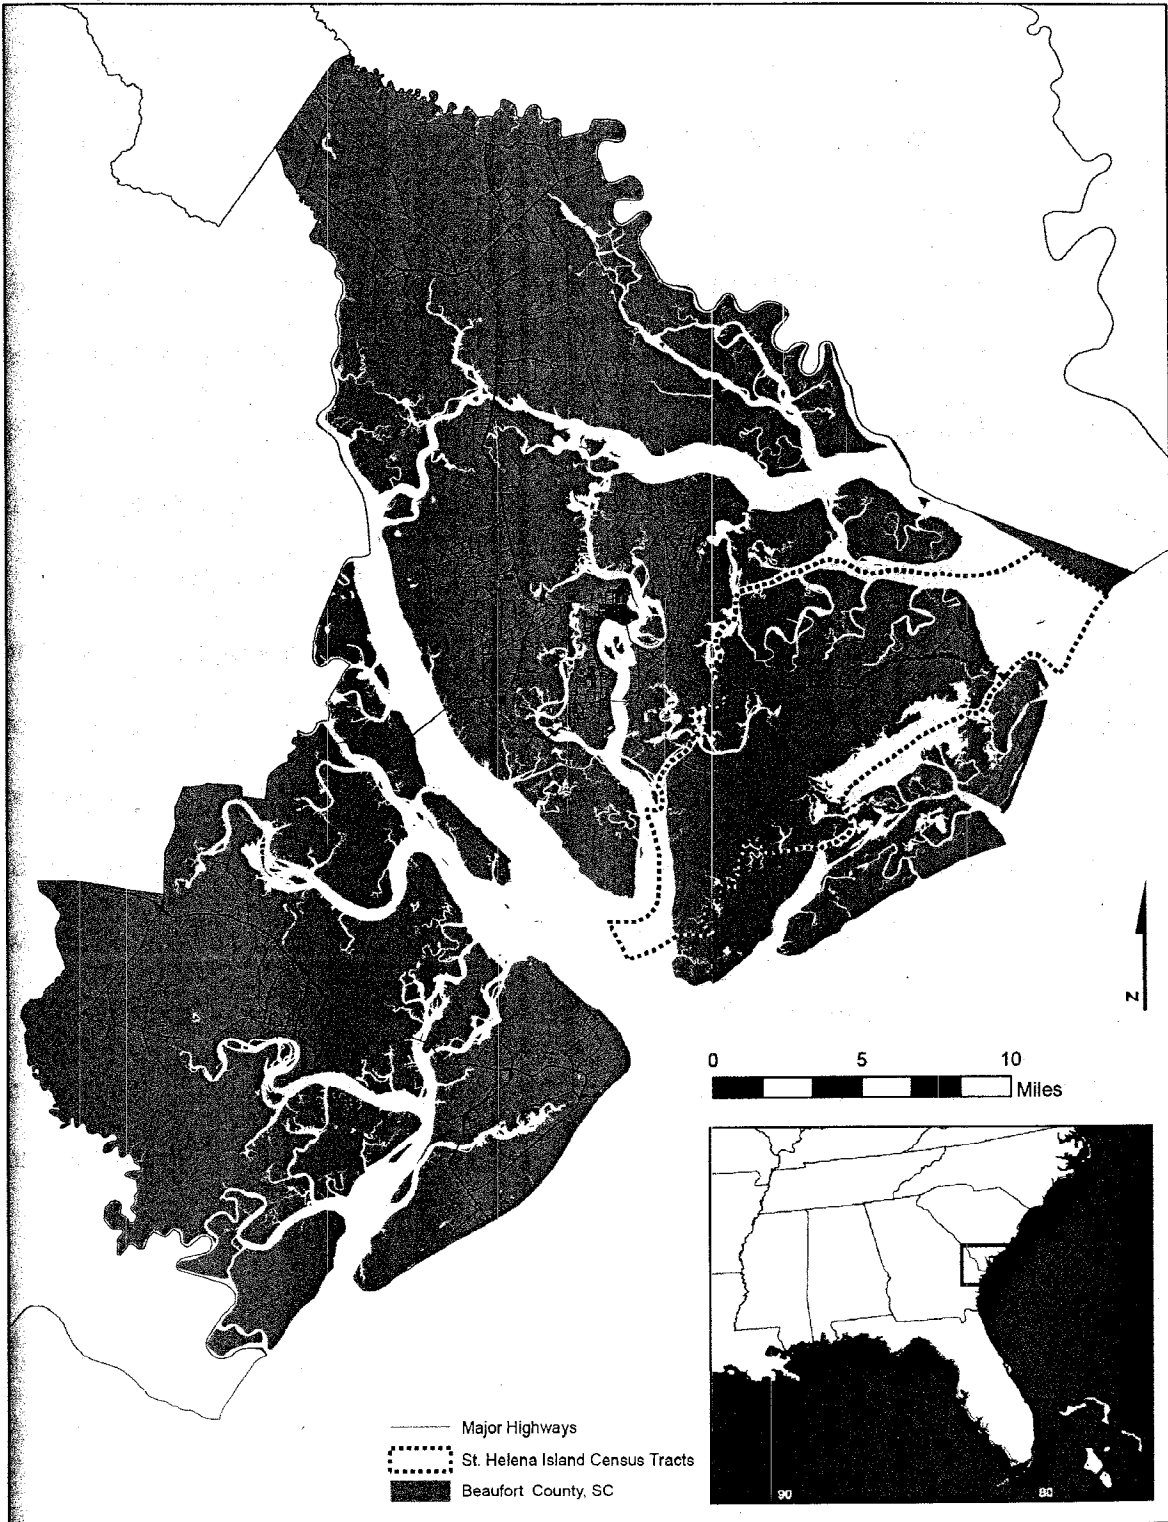 N
0 5 10
Miles
Major Highways
St. Helena Island Census Tracts
Beaufort County, SC
90 80